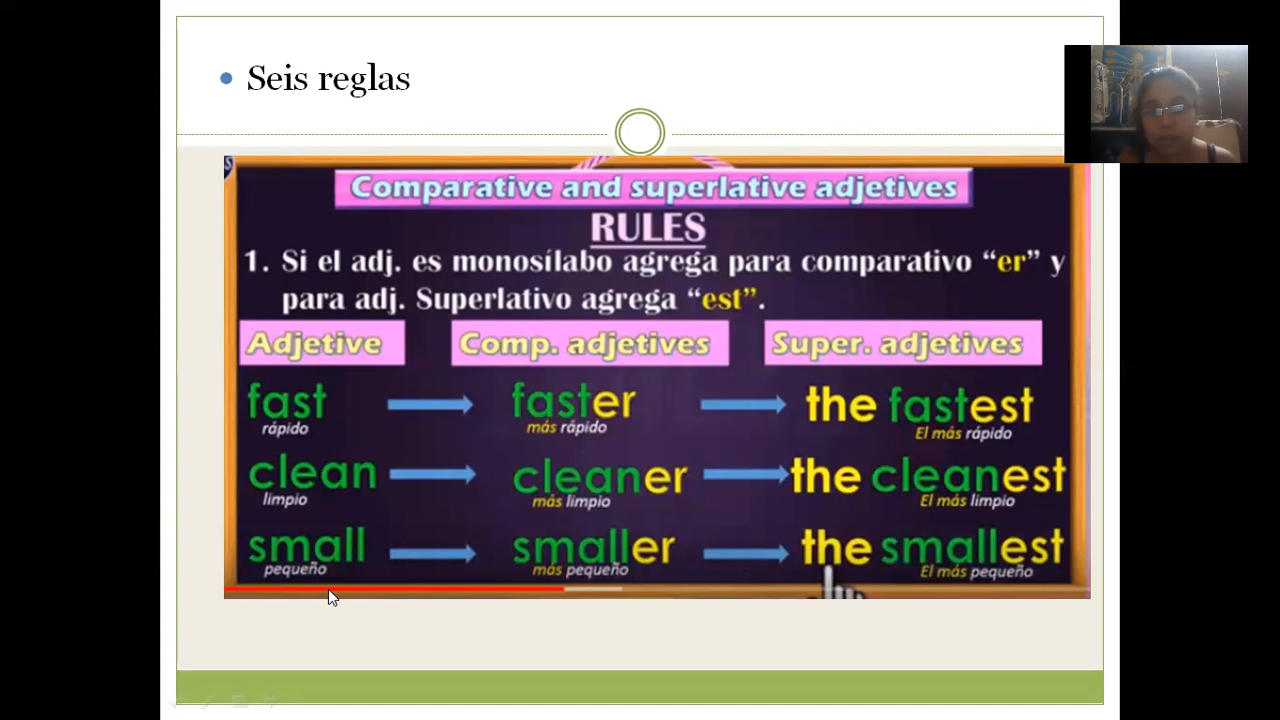 Seis reglas
Comparative and superlative adjetives
RULES
1. Si el adj. es monosílabo agrega para comparativo “er” y
para adj. Superlativo agrega “est”.
Adjetive Comp. adjetives Super. adjetives
fast faster the fastest
rápido más rápido El más rápido
clean cleaner the cleanest
limpio más limpio El más limpio
small smaller the smallest
pequeño más pequeño El más pequeño